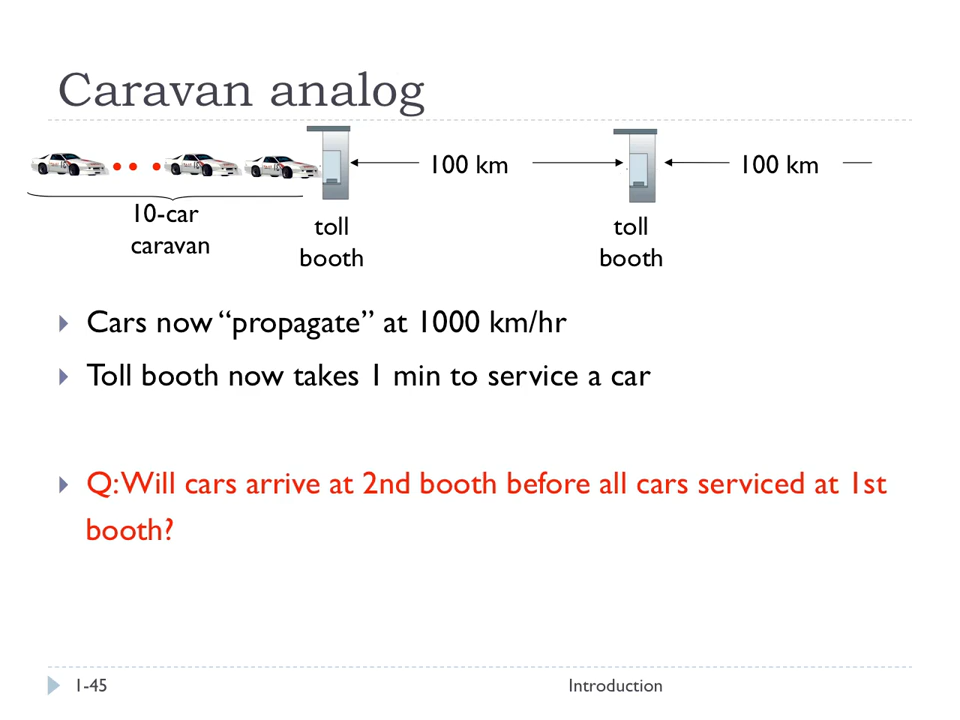 Caravan analog
100 km
100 km
10-car
caravan
toll
booth
toll
booth
Cars now “propagate” at 1000 km/hr
Toll booth now takes 1 min to service a car
Q: Will cars arrive at 2nd booth before all cars serviced at 1st
booth?
1-45
Introduction